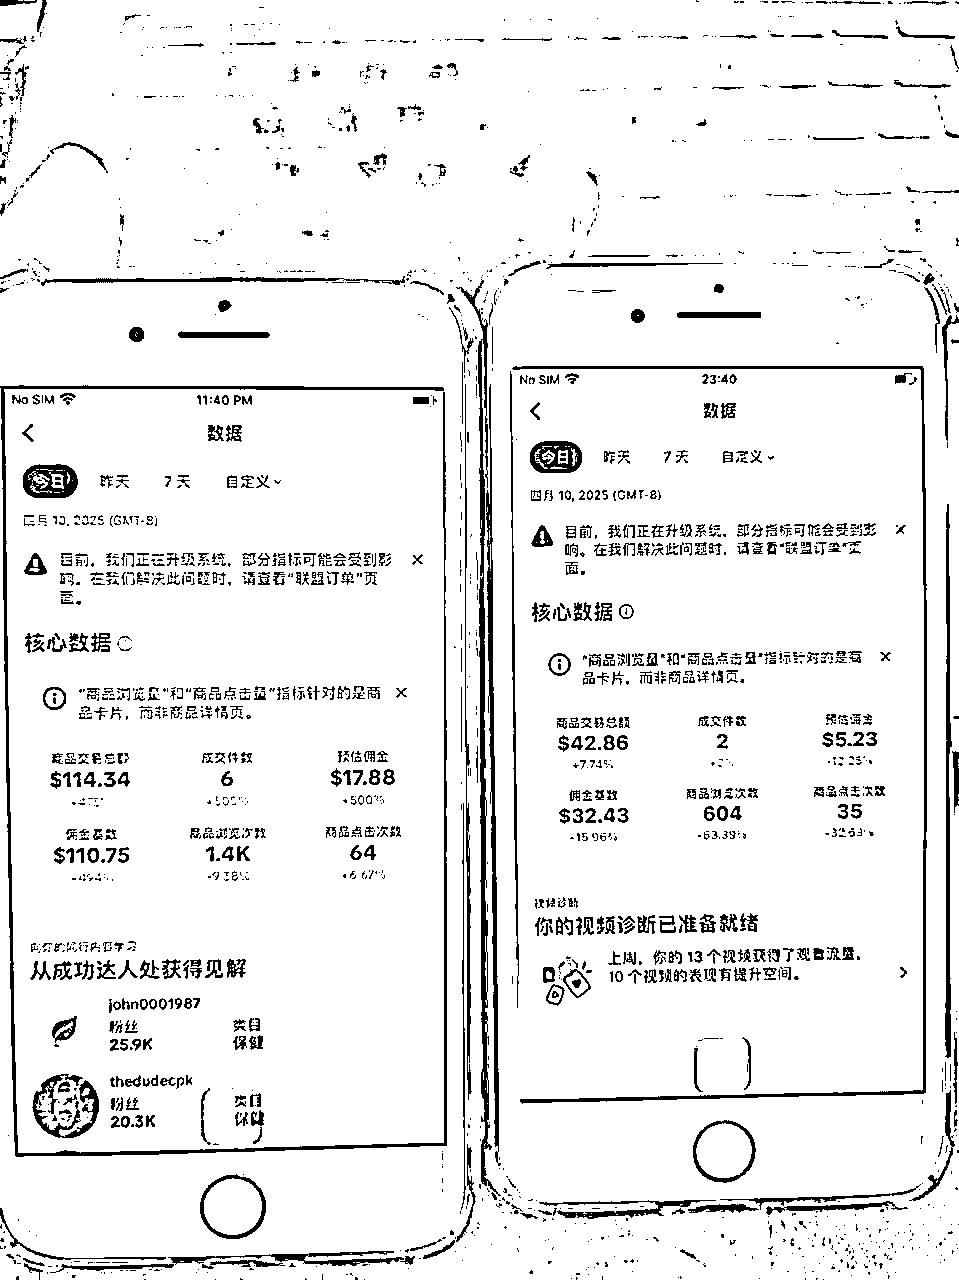 No SIM 11:40 PM
数据
今日 昨天 7 天 自定义
四月 10, 2025 (GMT-8)
目前，我们正在升级系统，部分指标可能会受到影
响。在我们解决此问题时，请查看“联盟订单”页
面。
核心数据
“商品浏览量”和“商品点击量”指标针对的是商
品卡片，而非商品详情页。
商品交易总额 成交件数 预估佣金
$114.34 6 $17.88
+500% +500%
佣金基数 商品浏览次数 商品点击次数
$110.75 1.4K 64
-9.38% +6.67%
从成功达人处获得见解
john0001987
粉丝 类目
25.9K 保健
thedudecpk
粉丝 类目
20.3K 保健
No SIM 23:40
数据
今日 昨天 7 天 自定义
四月 10, 2025 (GMT-8)
目前，我们正在升级系统，部分指标可能会受到影
响。在我们解决此问题时，请查看“联盟订单”页
面。
核心数据
“商品浏览量”和“商品点击量”指标针对的是商
品卡片，而非商品详情页。
商品交易总额 成交件数 预估佣金
$42.86 2 $5.23
+7.74% -12.25%
佣金基数 商品浏览次数 商品点击次数
$32.43 604 35
-15.96% -63.39%
视频诊断
你的视频诊断已准备就绪
上周，你的 13 个视频获得了观看流量，
10 个视频的表现有提升空间。